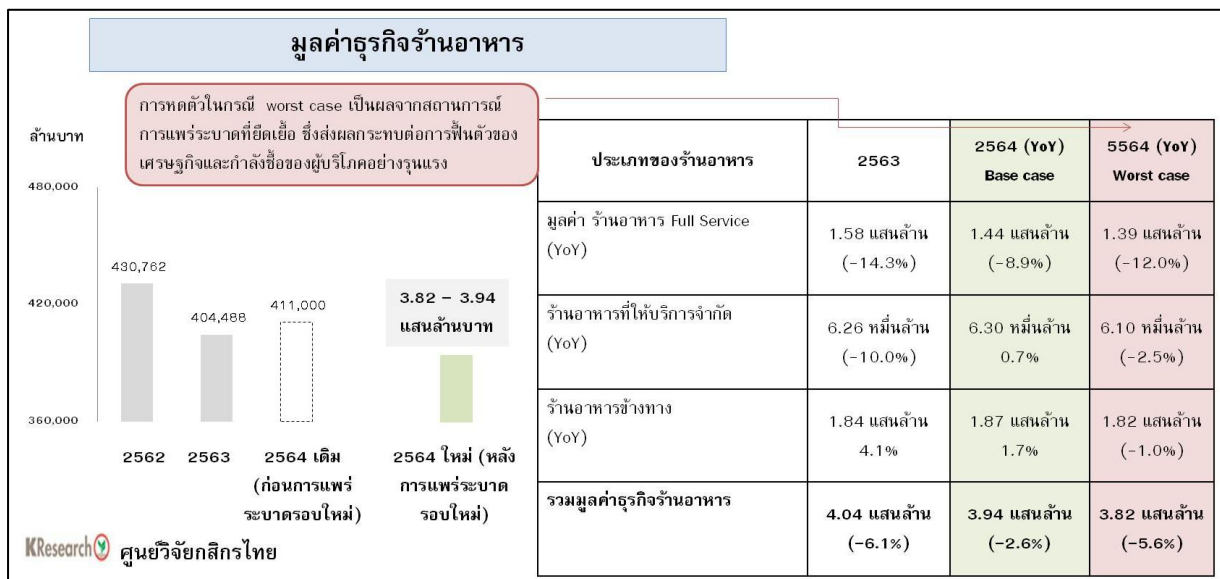 มูลค่าธุรกิจร้านอาหาร
การหดตัวในกรณี worst case เป็นผลจากสถานการณ์
การแพร่ระบาดที่ยืดเยื้อ ซึ่งส่งผลกระทบต่อการฟื้นตัวของ
เศรษฐกิจและกำลังซื้อของผู้บริโภคอย่างรุนแรง
ล้านบาท
480,000
420,000
360,000
430,762
404,488
411,000
3.82 – 3.94
แสนล้านบาท
2562
2563
2564 เดิม
(ก่อนการแพร่
ระบาดรอบใหม่)
2564 ใหม่ (หลัง
การแพร่ระบาด
รอบใหม่)
KResearch ศูนย์วิจัยกสิกรไทย
ประเภทของร้านอาหาร
2563
2564 (YoY)
Base case
5564 (YoY)
Worst case
มูลค่า ร้านอาหาร Full Service
(YoY)
1.58 แสนล้าน
(-14.3%)
1.44 แสนล้าน
(-8.9%)
1.39 แสนล้าน
(-12.0%)
ร้านอาหารที่ให้บริการจำกัด
(YoY)
6.26 หมื่นล้าน
(-10.0%)
6.30 หมื่นล้าน
0.7%
6.10 หมื่นล้าน
(-2.5%)
ร้านอาหารข้างทาง
(YoY)
1.84 แสนล้าน
4.1%
1.87 แสนล้าน
1.7%
1.82 แสนล้าน
(-1.0%)
รวมมูลค่าธุรกิจร้านอาหาร
4.04 แสนล้าน
(-6.1%)
3.94 แสนล้าน
(-2.6%)
3.82 แสนล้าน
(-5.6%)